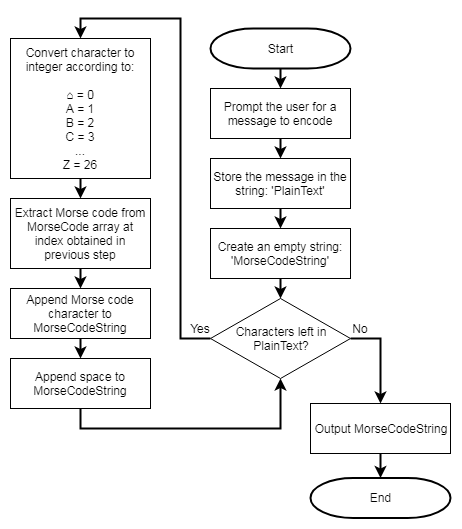 Start
Prompt the user for a
message to encode
Store the message in the
string: 'PlainText'
Create an empty string:
'MorseCodeString'
Characters left in
PlainText?
Yes
No
Convert character to
integer according to:
⌂ = 0
A = 1
B = 2
C = 3
...
Z = 26
Extract Morse code from
MorseCode array at
index obtained in
previous step
Append Morse code
character to
MorseCodeString
Append space to
MorseCodeString
Output MorseCodeString
End